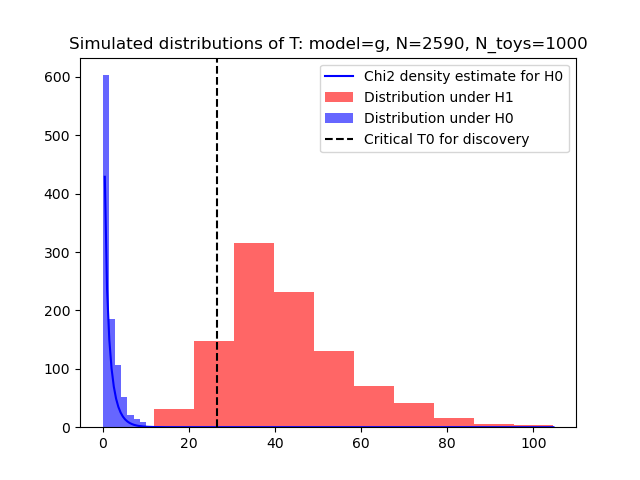 Simulated distributions of T: model=g, N=2590, N_toys=1000
600
500
400
300
200
100
0
Chi2 density estimate for H0
Distribution under H1
Distribution under H0
Critical T0 for discovery
0 20 40 60 80 100